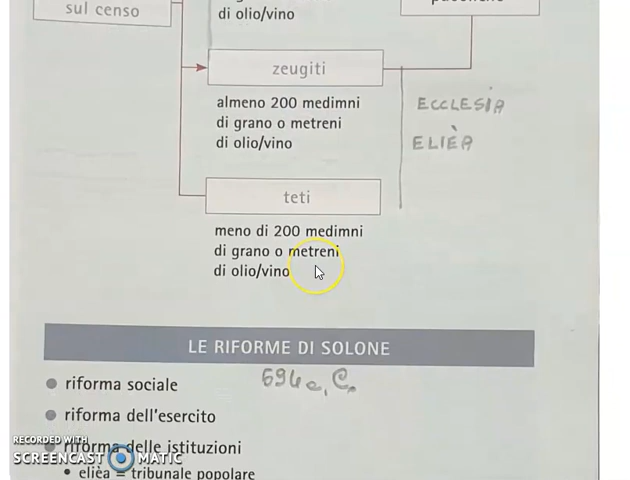 sul censo
di olio/vino
zeugiti
almeno 200 medimni
di grano o metreni
di olio/vino
ECCLESIA
ELIÈA
teti
meno di 200 medimni
di grano o metreni
di olio/vino
LE RIFORME DI SOLONE
594 a.C.
riforma sociale
riforma dell'esercito
riforma delle istituzioni
elièa = tribunale popolare
RECORDED WITH
SCREENCAST MATIC